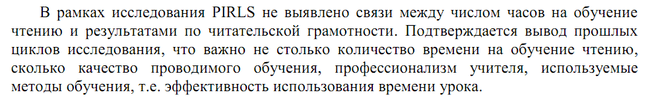 В рамках исследования PIRLS не выявлено связи между числом часов на обучение
чтению и результатами по читательской грамотности. Подтверждается вывод прошлых
циклов исследования, что важно не столько количество времени на обучение чтению,
сколько качество проводимого обучения, профессионализм учителя, используемые
методы обучения, т.е. эффективность использования времени урока.